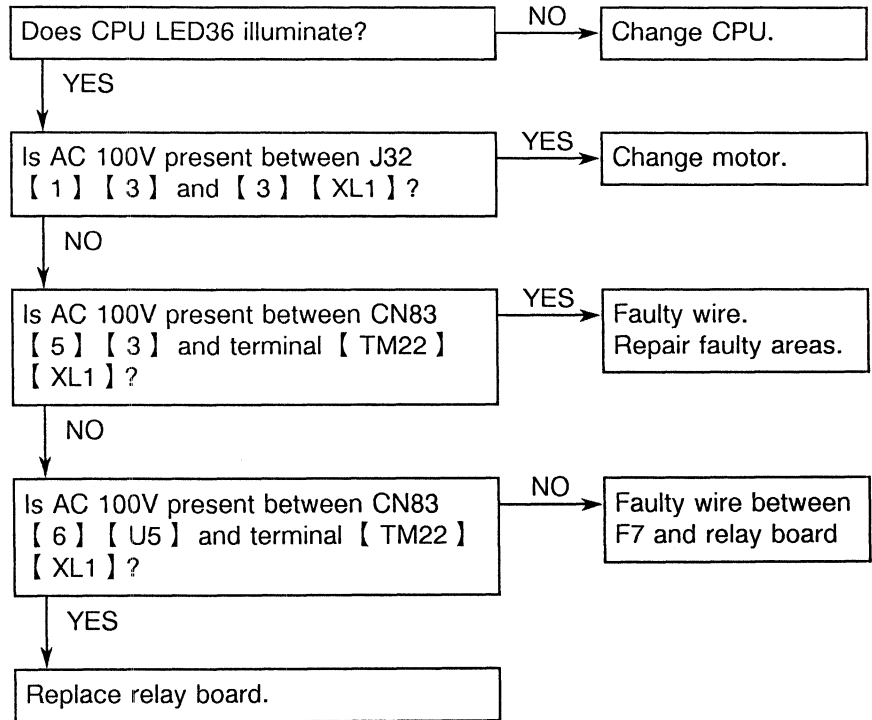 Does CPU LED36 illuminate?
NO
Change CPU.
YES
Is AC 100V present between J32
【 1 】 【 3 】 and 【 3 】 【 XL1 】 ?
YES
Change motor.
NO
Is AC 100V present between CN83
【 5 】 【 3 】 and terminal 【 TM22 】
【 XL1 】 ?
YES
Faulty wire.
Repair faulty areas.
NO
Is AC 100V present between CN83
【 6 】 【 U5 】 and terminal 【 TM22 】
【 XL1 】 ?
NO
Faulty wire between
F7 and relay board
YES
Replace relay board.